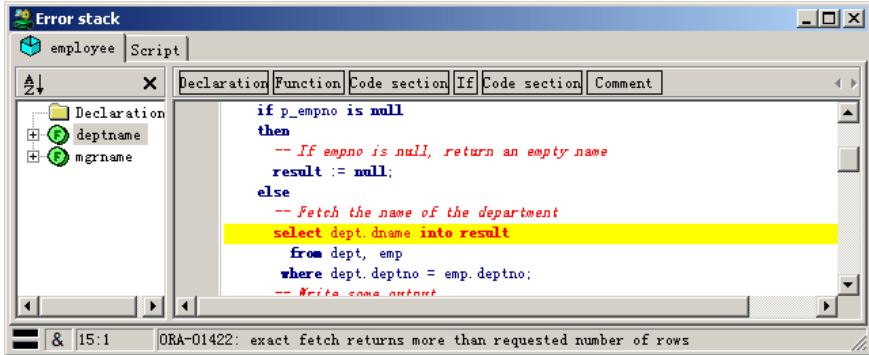 Error stack
employee Script
Declaration Function Code section If Code section Comment
Declaration
deptname
mgrname
if p_empno is null
then
-- If empno is null, return an empty name
result := null;
else
-- Fetch the name of the department
select dept.dname into result
from dept, emp
where dept.deptno = emp.deptno;
-- Write some output
& 15:1 ORA-01422: exact fetch returns more than requested number of rows